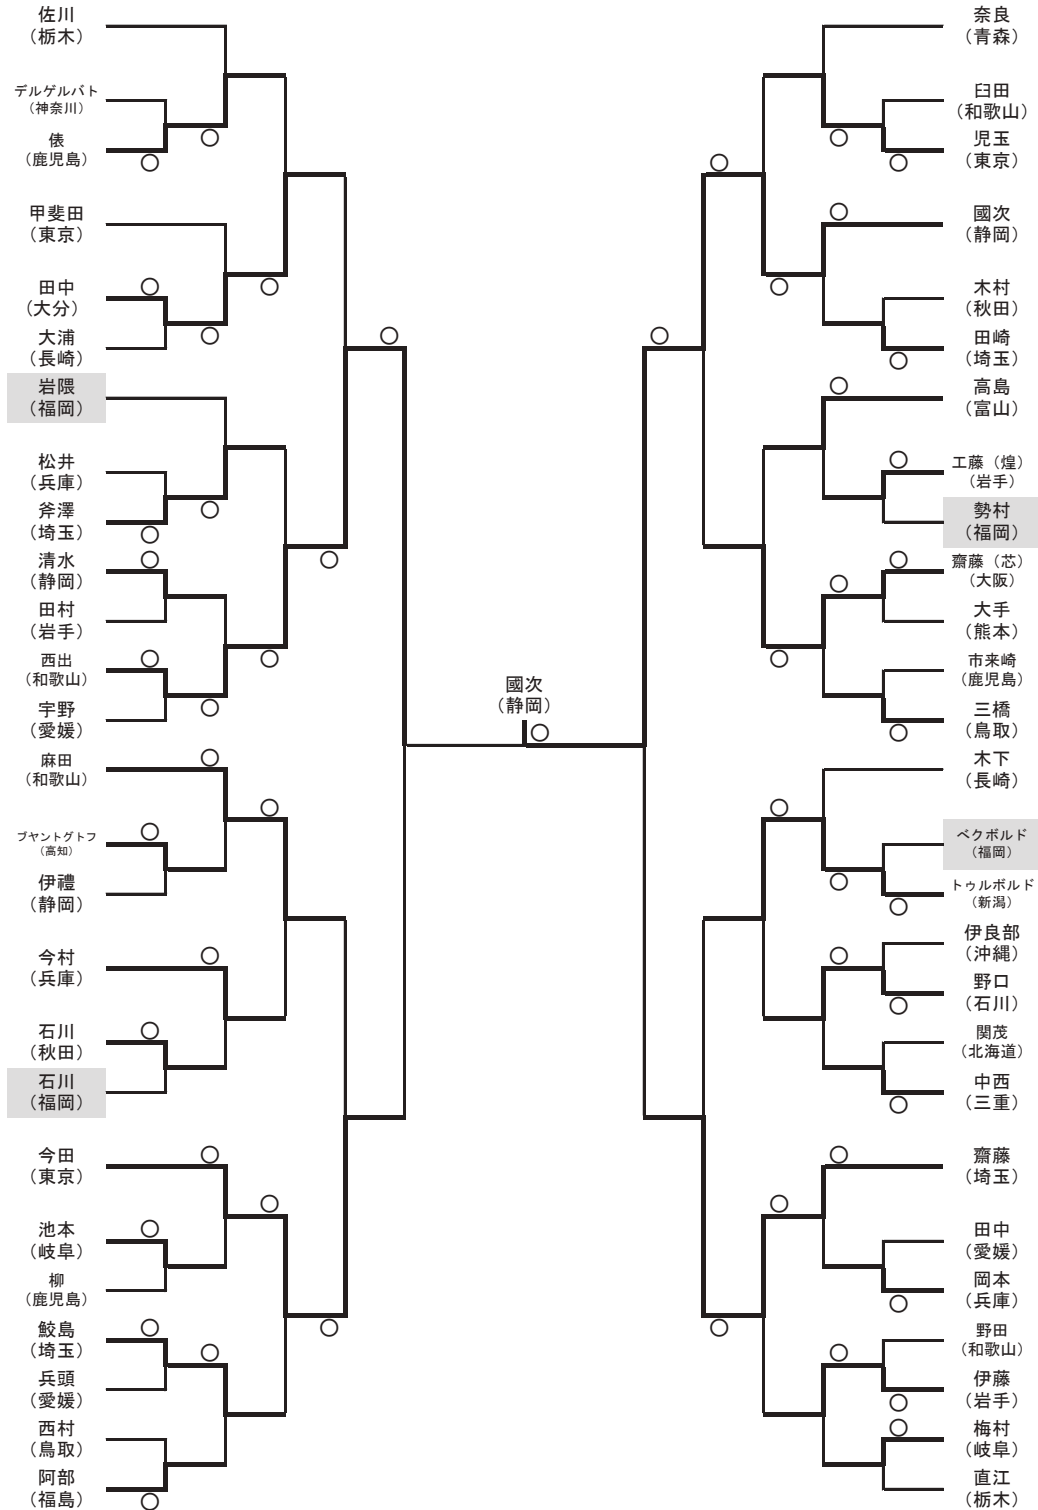 佐川
（栃木）
デルゲルバト
（神奈川）
俵
（鹿児島）
甲斐田
（東京）
田中
（大分）
大浦
（長崎）
岩隈
（福岡）
松井
（兵庫）
斧澤
（埼玉）
清水
（静岡）
田村
（岩手）
西出
（和歌山）
宇野
（愛媛）
麻田
（和歌山）
ブヤントグトフ
（高知）
伊禮
（静岡）
今村
（兵庫）
石川
（秋田）
石川
（福岡）
今田
（東京）
池本
（岐阜）
柳
（鹿児島）
鮫島
（埼玉）
兵頭
（愛媛）
西村
（鳥取）
阿部
（福島）
國次
（静岡）
奈良
（青森）
臼田
（和歌山）
児玉
（東京）
國次
（静岡）
木村
（秋田）
田崎
（埼玉）
高島
（富山）
工藤（煌）
（岩手）
勢村
（福岡）
齋藤（芯）
（大阪）
大手
（熊本）
市来崎
（鹿児島）
三橋
（鳥取）
木下
（長崎）
ベクボルド
（福岡）
トゥルボルド
（新潟）
伊良部
（沖縄）
野口
（石川）
関茂
（北海道）
中西
（三重）
齋藤
（埼玉）
田中
（愛媛）
岡本
（兵庫）
野田
（和歌山）
伊藤
（岩手）
梅村
（岐阜）
直江
（栃木）